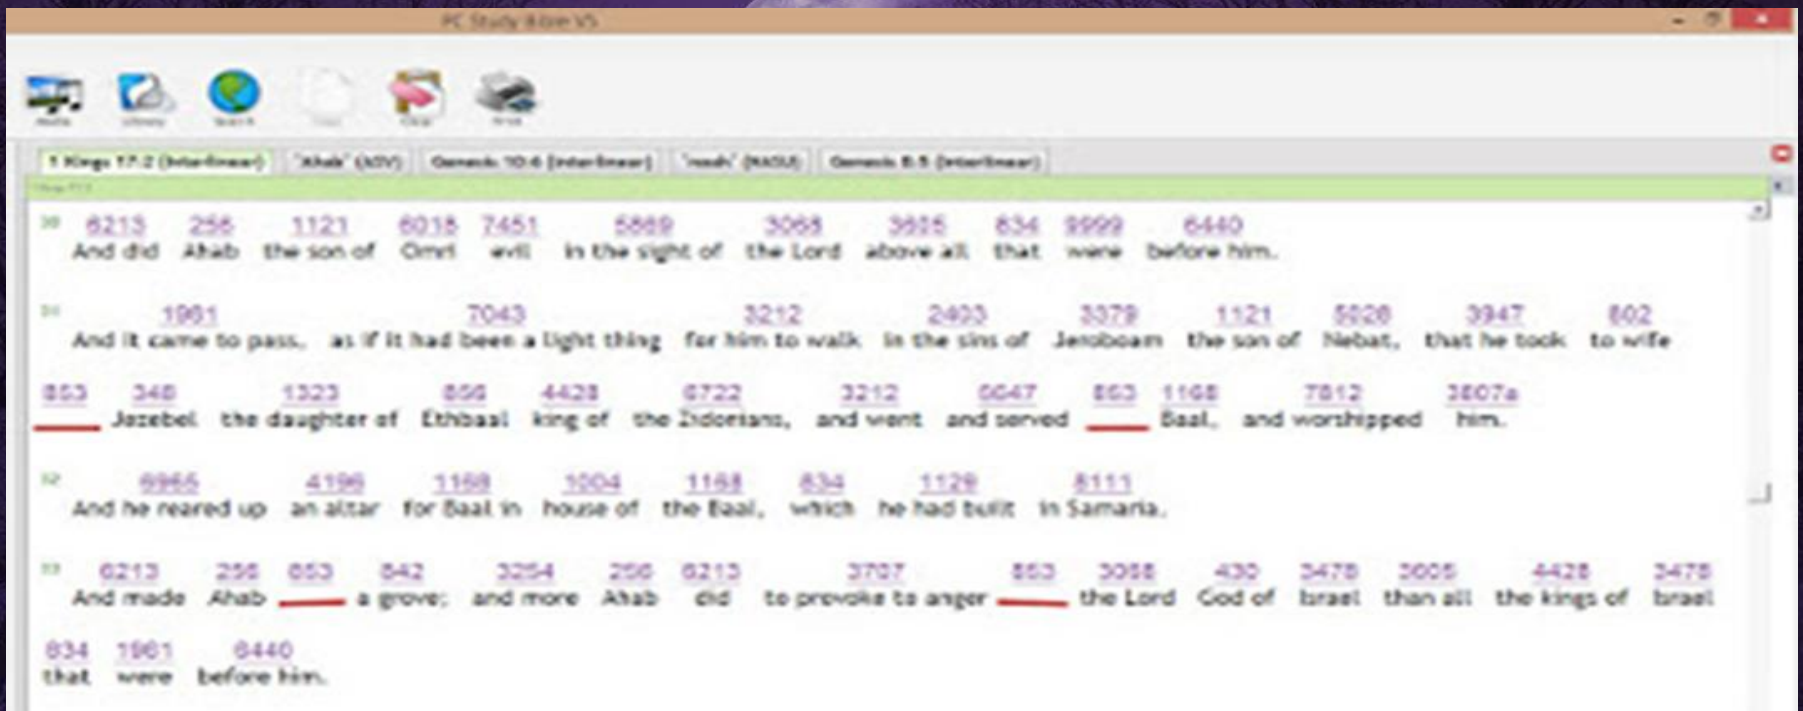 PC Study Bible V5
Media Library Search Copy Clear Print
1 Kings 17:2 (Interlinear) "Ahab" (ASV) Genesis 10:6 (Interlinear) "noah" (NASU) Genesis 8:5 (Interlinear)
30 6213 256 1121 6018 7451 5869 3068 3605 834 9999 6440
And did Ahab the son of Omri evil in the sight of the Lord above all that were before him.
31 1961 7043 3212 2403 3379 1121 5028 3947 802
And it came to pass, as if it had been a light thing for him to walk in the sins of Jeroboam the son of Nebat, that he took to wife
853 348 1323 856 4428 6722 3212 5647 853 1168 7812 3807a
Jezebel the daughter of Ethbaal king of the Zidonians, and went and served Baal, and worshipped him.
32 6965 4196 1168 1004 1168 834 1129 8111
And he reared up an altar for Baal in house of the Baal, which he had built in Samaria.
33 6213 256 853 842 3254 256 6213 3707 853 3068 430 3478 3605 4428 3478
And made Ahab a grove; and more Ahab did to provoke to anger the Lord God of Israel than all the kings of Israel
834 1961 6440
that were before him.